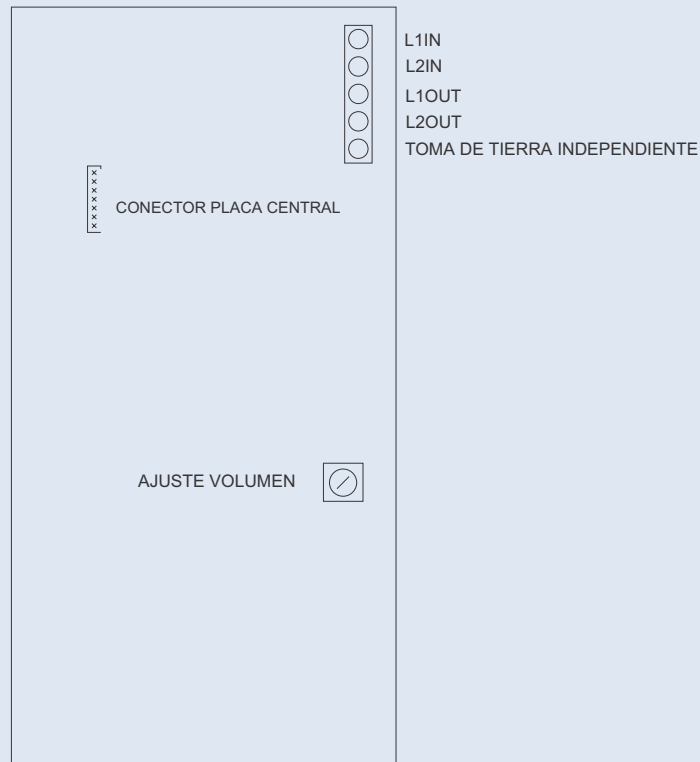 L1IN
L2IN
L1OUT
L2OUT
TOMA DE TIERRA INDEPENDIENTE
CONECTOR PLACA CENTRAL
AJUSTE VOLUMEN